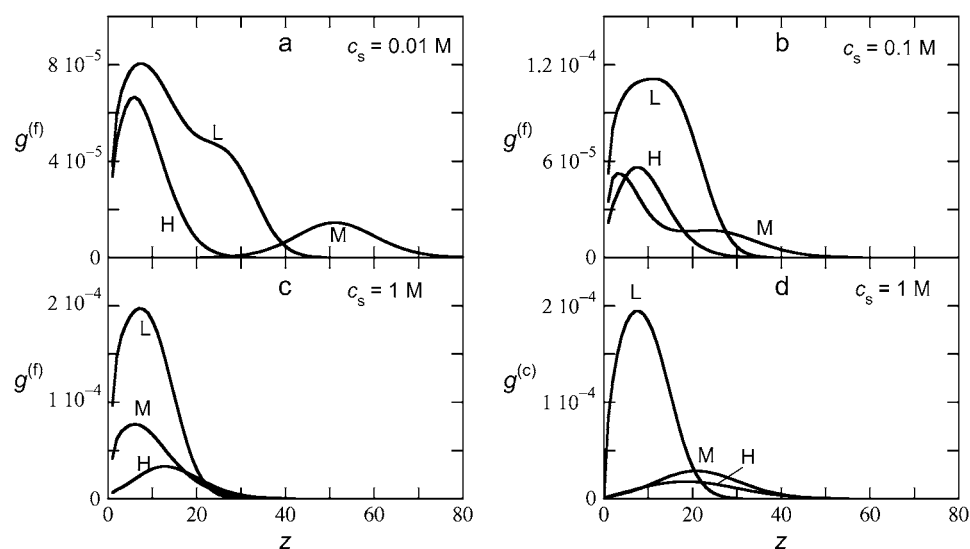 a
c_s = 0.01 M
8 10^-5
4 10^-5
0
g^(f)
L
H
M
b
c_s = 0.1 M
1.2 10^-4
6 10^-5
0
g^(f)
L
H
M
c
c_s = 1 M
2 10^-4
1 10^-4
0
g^(f)
L
M
H
0 20 40 60 80
z
d
c_s = 1 M
2 10^-4
1 10^-4
0
g^(c)
L
M
H
0 20 40 60 80
z